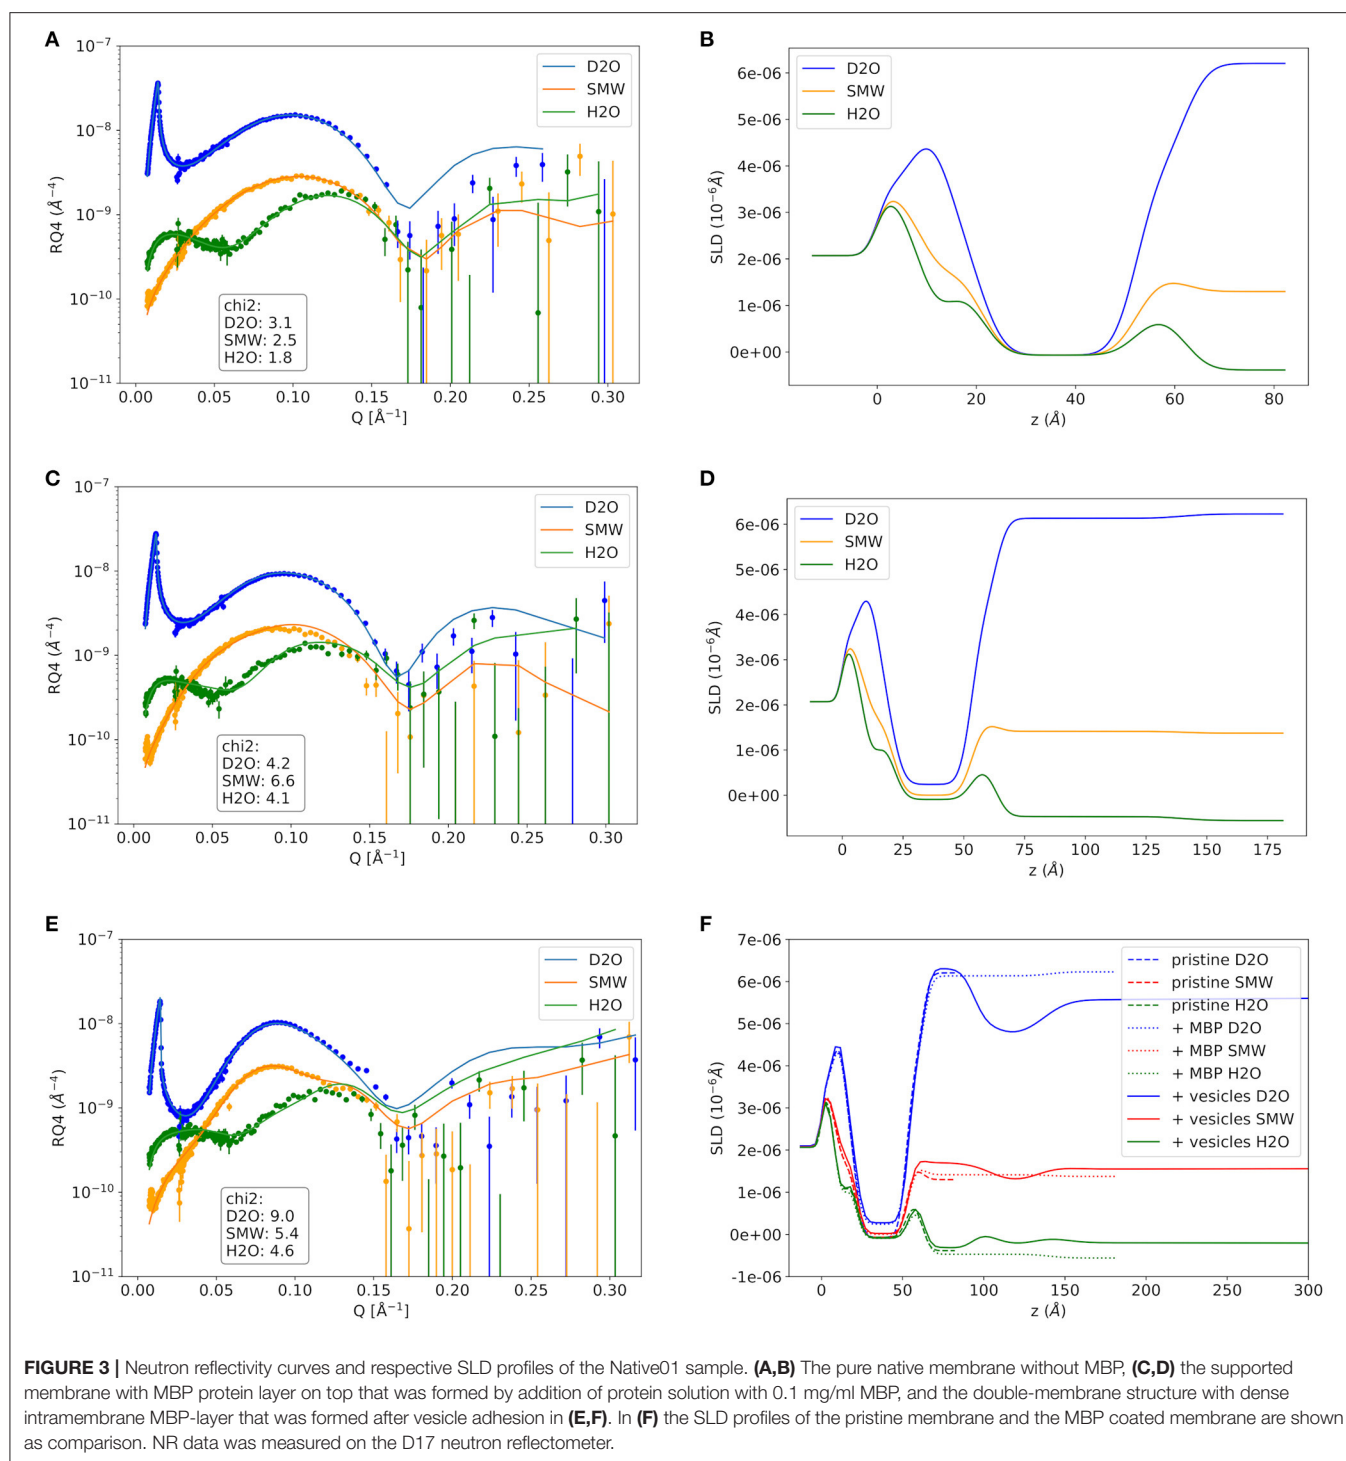 A
10⁻⁷
10⁻⁸
10⁻⁹
10⁻¹⁰
10⁻¹¹
RQ4 (Å⁻⁴)
D2O
SMW
H2O
chi2:
D2O: 3.1
SMW: 2.5
H2O: 1.8
0.00 0.05 0.10 0.15 0.20 0.25 0.30
Q [Å⁻¹]
B
6e-06
5e-06
4e-06
3e-06
2e-06
1e-06
0e+00
SLD (10⁻⁶Å)
D2O
SMW
H2O
0 20 40 60 80
z (Å)
C
10⁻⁷
10⁻⁸
10⁻⁹
10⁻¹⁰
10⁻¹¹
RQ4 (Å⁻⁴)
D2O
SMW
H2O
chi2:
D2O: 4.2
SMW: 6.6
H2O: 4.1
0.00 0.05 0.10 0.15 0.20 0.25 0.30
Q [Å⁻¹]
D
6e-06
5e-06
4e-06
3e-06
2e-06
1e-06
0e+00
SLD (10⁻⁶Å)
D2O
SMW
H2O
0 25 50 75 100 125 150 175
z (Å)
E
10⁻⁷
10⁻⁸
10⁻⁹
10⁻¹⁰
10⁻¹¹
RQ4 (Å⁻⁴)
D2O
SMW
H2O
chi2:
D2O: 9.0
SMW: 5.4
H2O: 4.6
0.00 0.05 0.10 0.15 0.20 0.25 0.30
Q [Å⁻¹]
F
7e-06
6e-06
5e-06
4e-06
3e-06
2e-06
1e-06
0e+00
-1e-06
SLD (10⁻⁶Å)
pristine D2O
pristine SMW
pristine H2O
+ MBP D2O
+ MBP SMW
+ MBP H2O
+ vesicles D2O
+ vesicles SMW
+ vesicles H2O
0 50 100 150 200 250 300
z (Å)
FIGURE 3 | Neutron reflectivity curves and respective SLD profiles of the Native01 sample. (A,B) The pure native membrane without MBP, (C,D) the supported
membrane with MBP protein layer on top that was formed by addition of protein solution with 0.1 mg/ml MBP, and the double-membrane structure with dense
intramembrane MBP-layer that was formed after vesicle adhesion in (E,F). In (F) the SLD profiles of the pristine membrane and the MBP coated membrane are shown
as comparison. NR data was measured on the D17 neutron reflectometer.